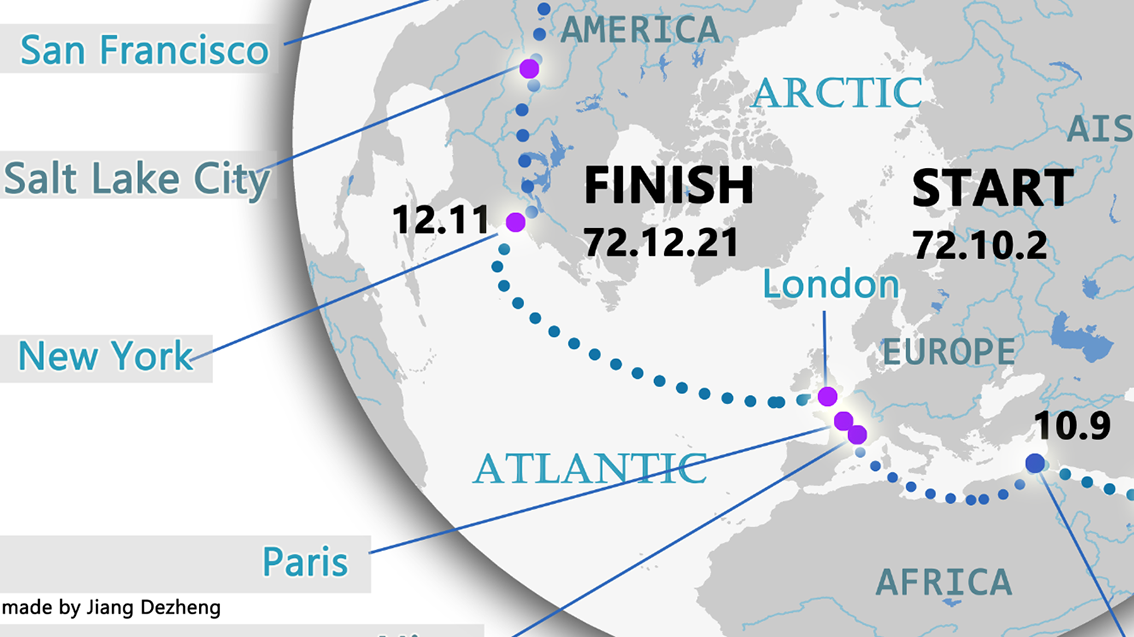 San Francisco
AMERICA
ARCTIC
AIS
Salt Lake City
FINISH
72.12.21
START
72.10.2
12.11
London
New York
EUROPE
10.9
ATLANTIC
Paris
AFRICA
made by Jiang Dezheng